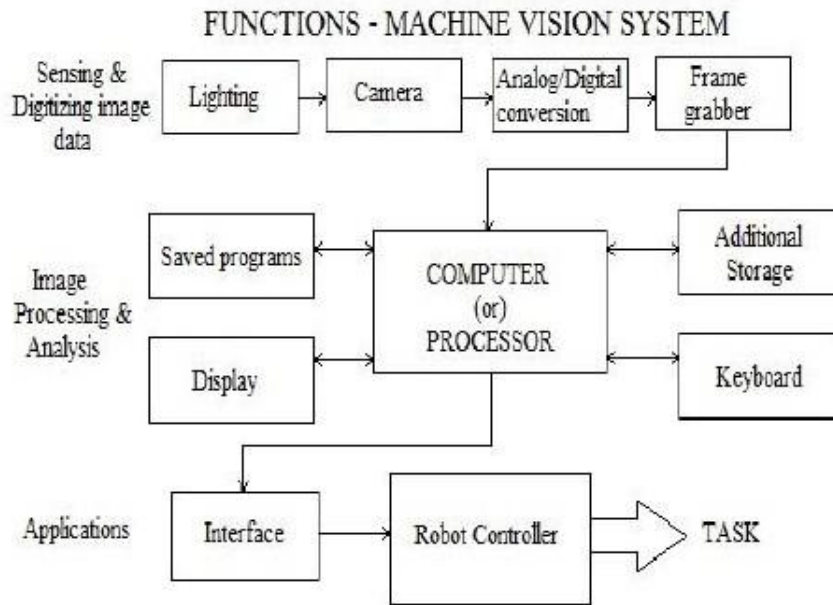 FUNCTIONS - MACHINE VISION SYSTEM
Sensing &
Digitizing image
data
Lighting
Camera
Analog/Digital
conversion
Frame
grabber
Image
Processing &
Analysis
Saved programs
Display
COMPUTER
(or)
PROCESSOR
Additional
Storage
Keyboard
Applications
Interface
Robot Controller
TASK